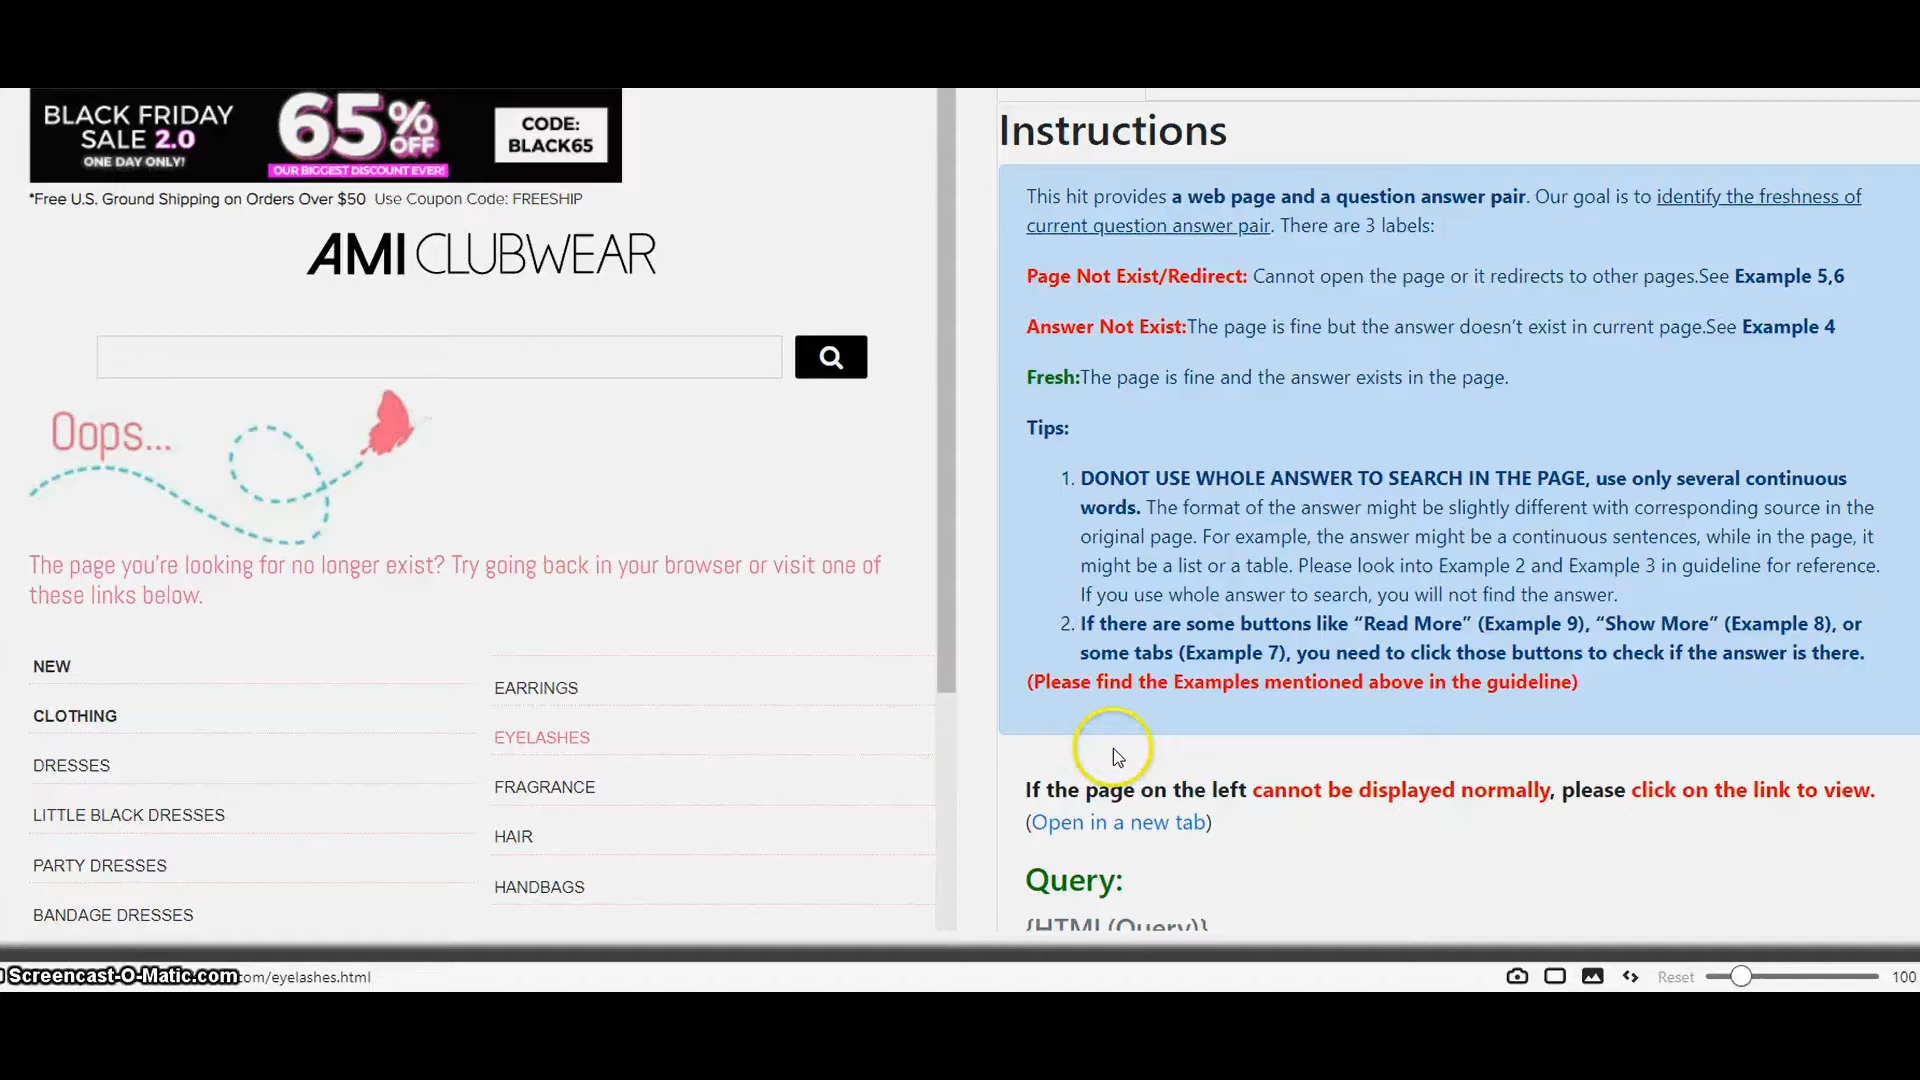 BLACK FRIDAY
SALE 2.0
ONE DAY ONLY!
65% OFF
OUR BIGGEST DISCOUNT EVER!
CODE:
BLACK65
*Free U.S. Ground Shipping on Orders Over $50 Use Coupon Code: FREESHIP
AMICLUBWEAR
Oops...
The page you're looking for no longer exist? Try going back in your browser or visit one of
these links below.
NEW
CLOTHING
DRESSES
LITTLE BLACK DRESSES
PARTY DRESSES
BANDAGE DRESSES
EARRINGS
EYELASHES
FRAGRANCE
HAIR
HANDBAGS
Instructions
This hit provides a web page and a question answer pair. Our goal is to identify the freshness of
current question answer pair. There are 3 labels:
Page Not Exist/Redirect: Cannot open the page or it redirects to other pages.See Example 5,6
Answer Not Exist:The page is fine but the answer doesn't exist in current page.See Example 4
Fresh:The page is fine and the answer exists in the page.
Tips:
1. DONOT USE WHOLE ANSWER TO SEARCH IN THE PAGE, use only several continuous
words. The format of the answer might be slightly different with corresponding source in the
original page. For example, the answer might be a continuous sentences, while in the page, it
might be a list or a table. Please look into Example 2 and Example 3 in guideline for reference.
If you use whole answer to search, you will not find the answer.
2. If there are some buttons like “Read More” (Example 9), “Show More” (Example 8), or
some tabs (Example 7), you need to click those buttons to check if the answer is there.
(Please find the Examples mentioned above in the guideline)
If the page on the left cannot be displayed normally, please click on the link to view.
(Open in a new tab)
Query:
{HTML(Query)}
Screencast-O-Matic.com
com/eyelashes.html
Reset
100